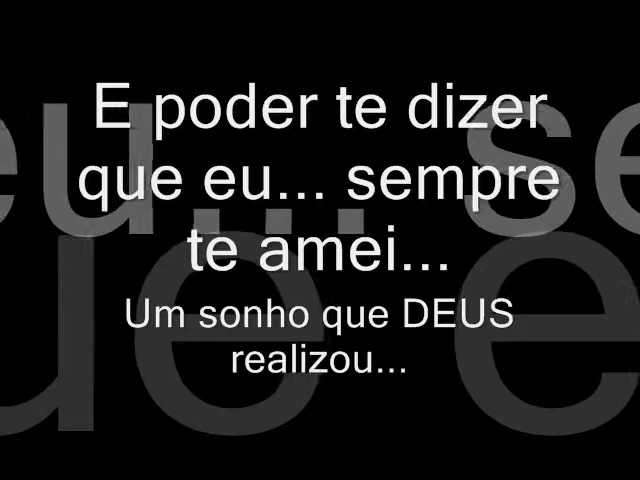 E poder te dizer
que eu... sempre
te amei...
Um sonho que DEUS
realizou...